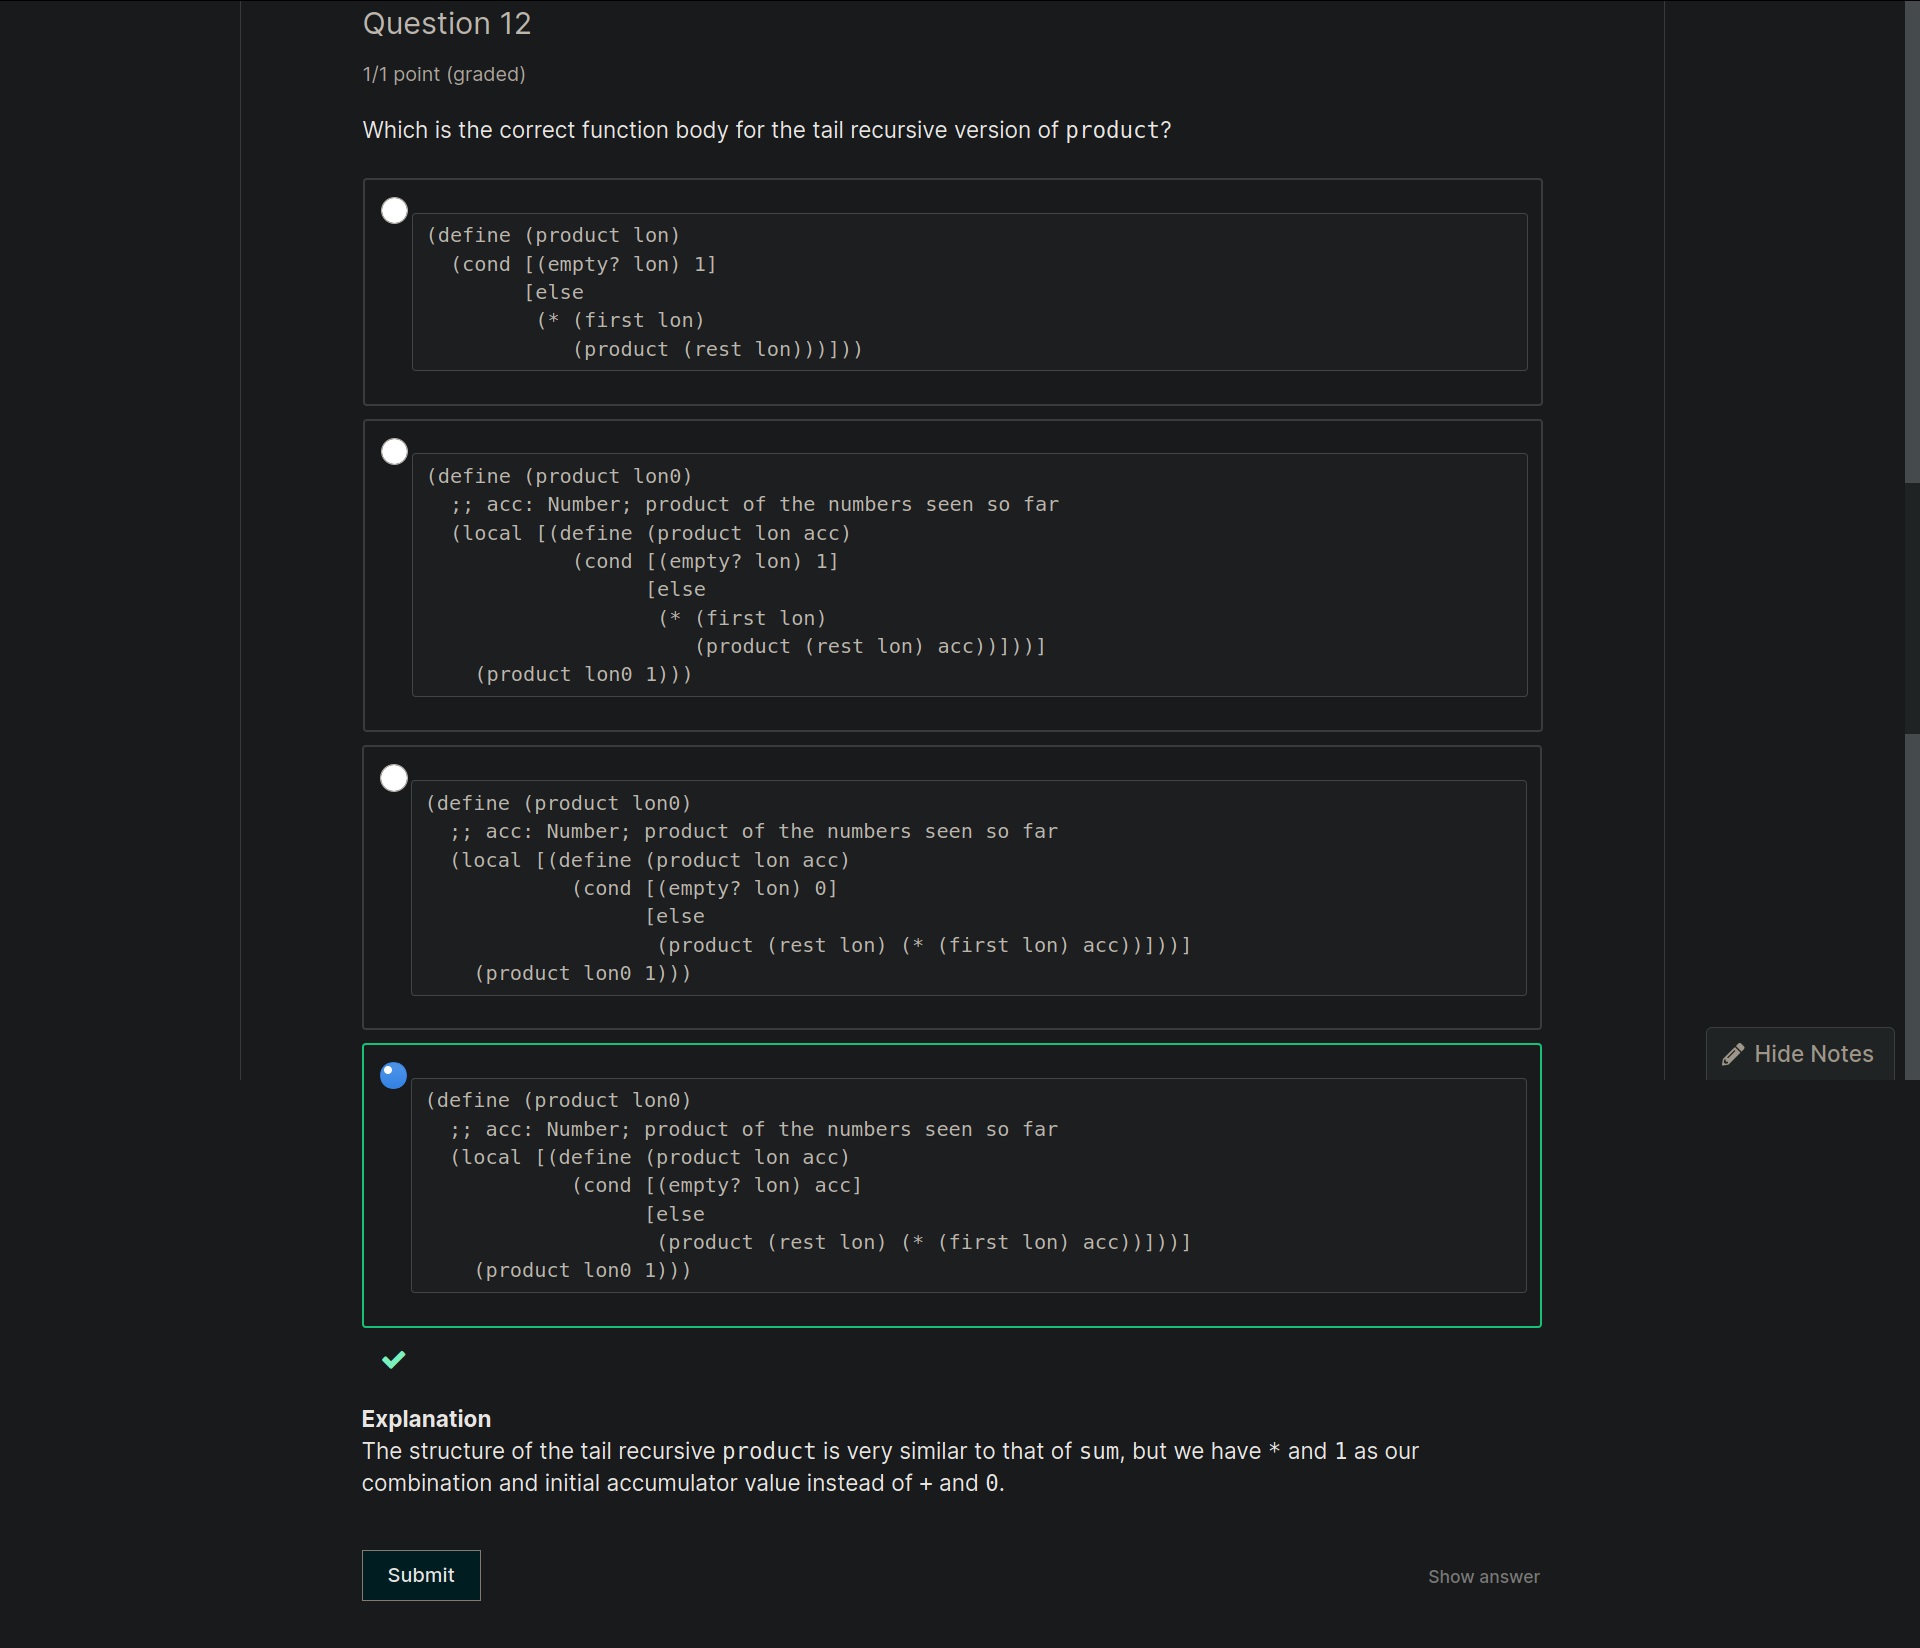 Question 12
1/1 point (graded)
Which is the correct function body for the tail recursive version of product?
(define (product lon)
  (cond [(empty? lon) 1]
        [else
         (* (first lon)
            (product (rest lon)))]))
(define (product lon0)
  ;; acc: Number; product of the numbers seen so far
  (local [(define (product lon acc)
            (cond [(empty? lon) 1]
                  [else
                   (* (first lon)
                      (product (rest lon) acc))]))]
    (product lon0 1)))
(define (product lon0)
  ;; acc: Number; product of the numbers seen so far
  (local [(define (product lon acc)
            (cond [(empty? lon) 0]
                  [else
                   (product (rest lon) (* (first lon) acc))]))]
    (product lon0 1)))
(define (product lon0)
  ;; acc: Number; product of the numbers seen so far
  (local [(define (product lon acc)
            (cond [(empty? lon) acc]
                  [else
                   (product (rest lon) (* (first lon) acc))]))]
    (product lon0 1)))
Hide Notes
Explanation
The structure of the tail recursive product is very similar to that of sum, but we have * and 1 as our
combination and initial accumulator value instead of + and 0.
Submit
Show answer